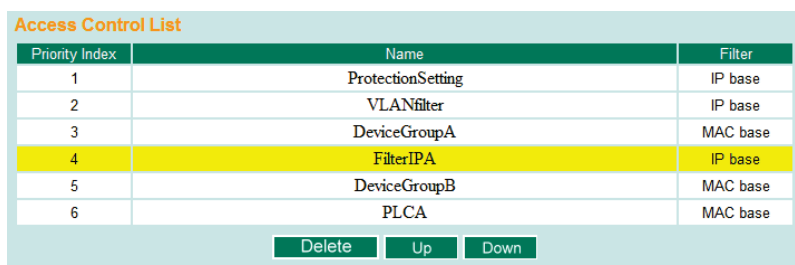 Access Control List
Priority Index Name Filter
1 ProtectionSetting IP base
2 VLANfilter IP base
3 DeviceGroupA MAC base
4 FilterIPA IP base
5 DeviceGroupB MAC base
6 PLCA MAC base
Delete Up Down